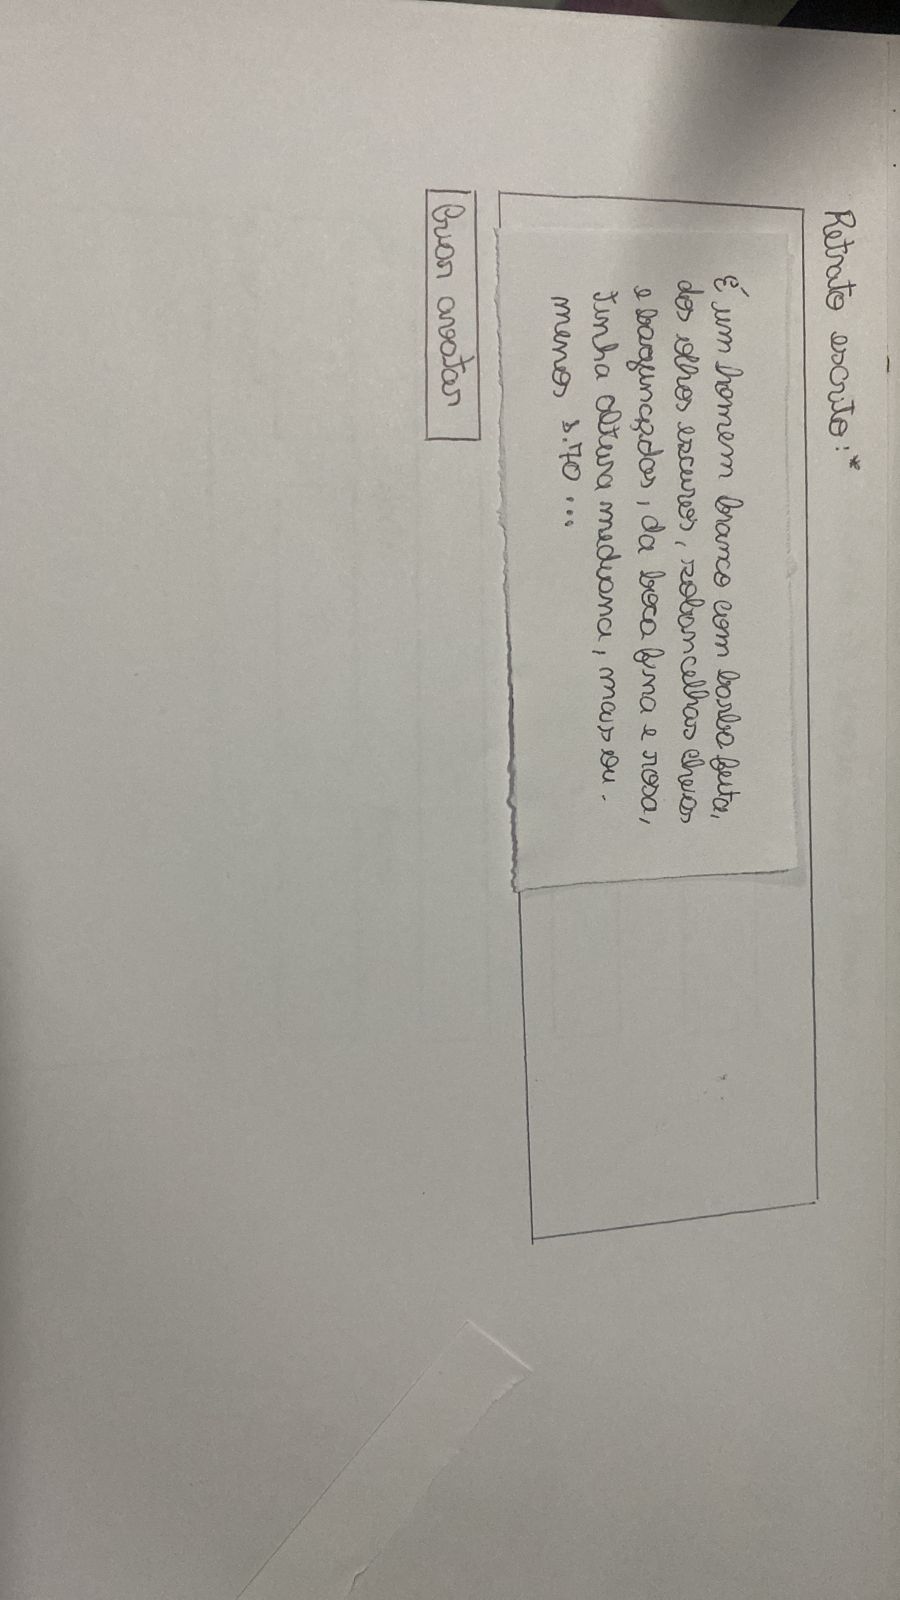 Retrato escrito:*
É um homem branco com barba feita,
dos olhos escuros, sobancelhas cheias
e bagunçadas, da boca fina e rosa,
tinha altura mediana, mais ou.
menos 1.70 ...
Criar avatar